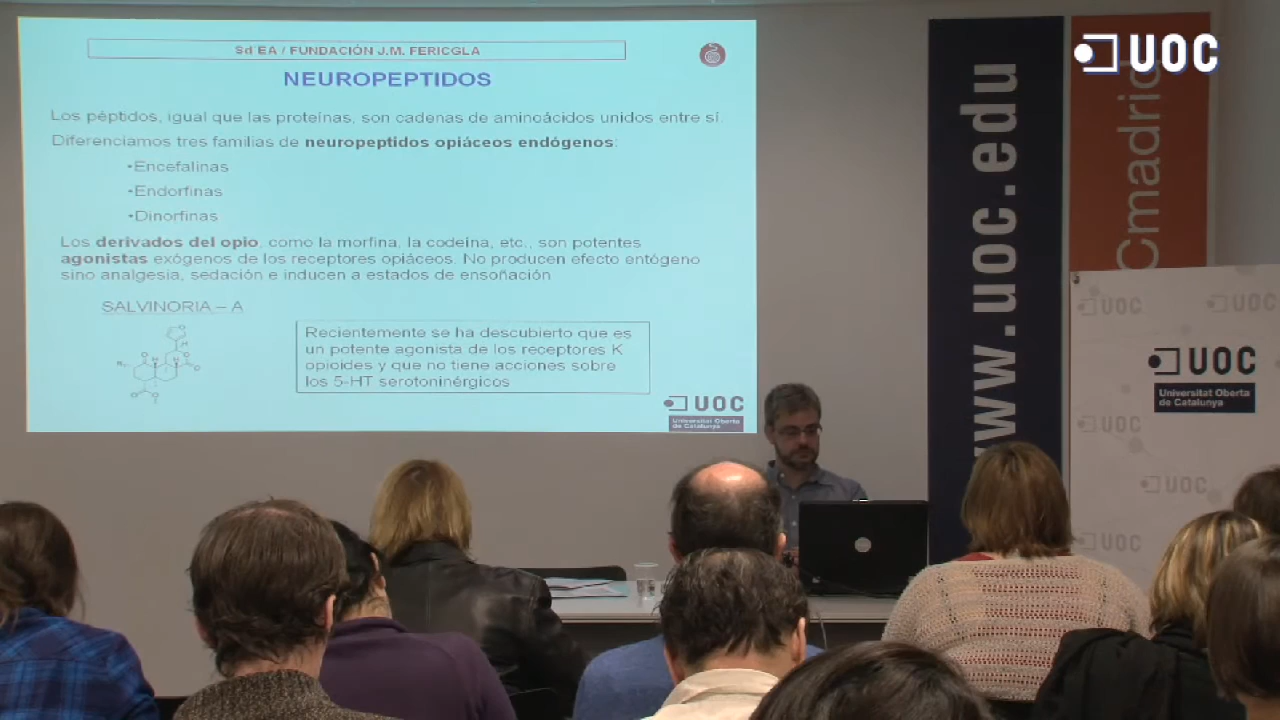 Sd´EA / FUNDACIÓN J.M. FERICGLA
NEUROPEPTIDOS
Los péptidos, igual que las proteínas, son cadenas de aminoácidos unidos entre sí.
Diferenciamos tres familias de neuropeptidos opiáceos endógenos:
•Encefalinas
•Endorfinas
•Dinorfinas
Los derivados del opio, como la morfina, la codeína, etc., son potentes
agonistas exógenos de los receptores opiáceos. No producen efecto entógeno
sino analgesia, sedación e inducen a estados de ensoñación
SALVINORIA – A
Recientemente se ha descubierto que es
un potente agonista de los receptores K
opioides y que no tiene acciones sobre
los 5-HT serotoninérgicos
UOC
Universitat Oberta
de Catalunya
www.uoc.edu
Cmadrid
UOC
UOC
UOC
UOC
Universitat Oberta
de Catalunya
UOC
UOC
UOC